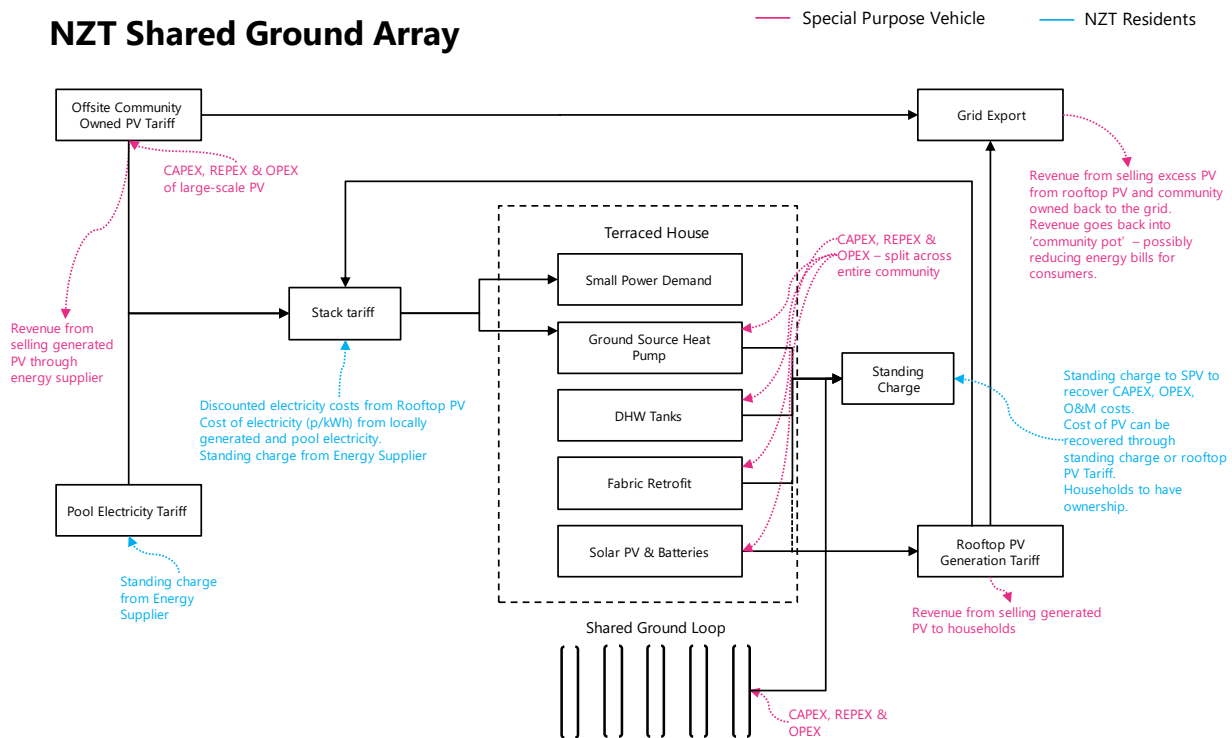 NZT Shared Ground Array
Special Purpose Vehicle
NZT Residents
Offsite Community
Owned PV Tariff
Grid Export
CAPEX, REPEX & OPEX
of large-scale PV
Revenue from selling excess PV
from rooftop PV and community
owned back to the grid.
Revenue goes back into
‘community pot’ – possibly
reducing energy bills for
consumers.
Terraced House
CAPEX, REPEX &
OPEX – split across
entire community
Small Power Demand
Stack tariff
Revenue from
selling generated
PV through
energy supplier
Ground Source Heat
Pump
Standing
Charge
Discounted electricity costs from Rooftop PV
Cost of electricity (p/kWh) from locally
generated and pool electricity.
Standing charge from Energy Supplier
DHW Tanks
Standing charge to SPV to
recover CAPEX, OPEX,
O&M costs.
Cost of PV can be
recovered through
standing charge or rooftop
PV Tariff.
Households to have
ownership.
Fabric Retrofit
Pool Electricity Tariff
Solar PV & Batteries
Rooftop PV
Generation Tariff
Standing charge
from Energy
Supplier
Revenue from selling generated
PV to households
Shared Ground Loop
CAPEX, REPEX &
OPEX